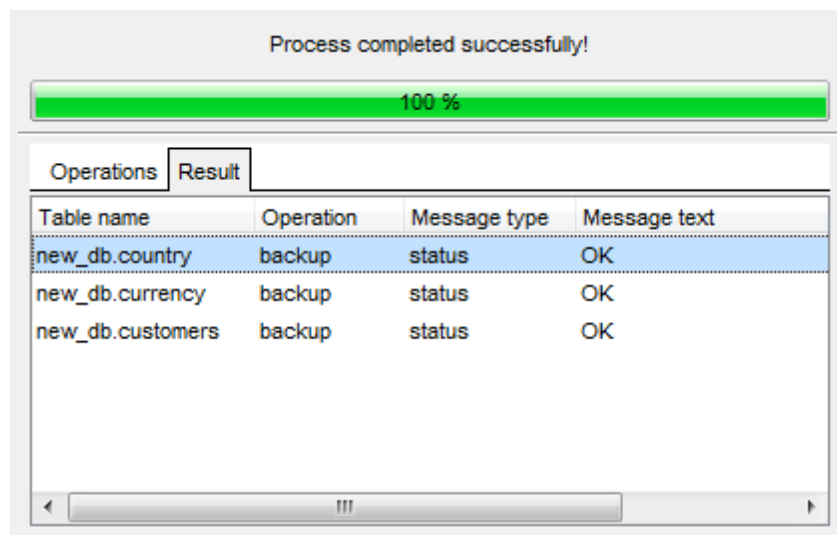 Process completed successfully!
100 %
Operations Result
Table name Operation Message type Message text
new_db.country backup status OK
new_db.currency backup status OK
new_db.customers backup status OK